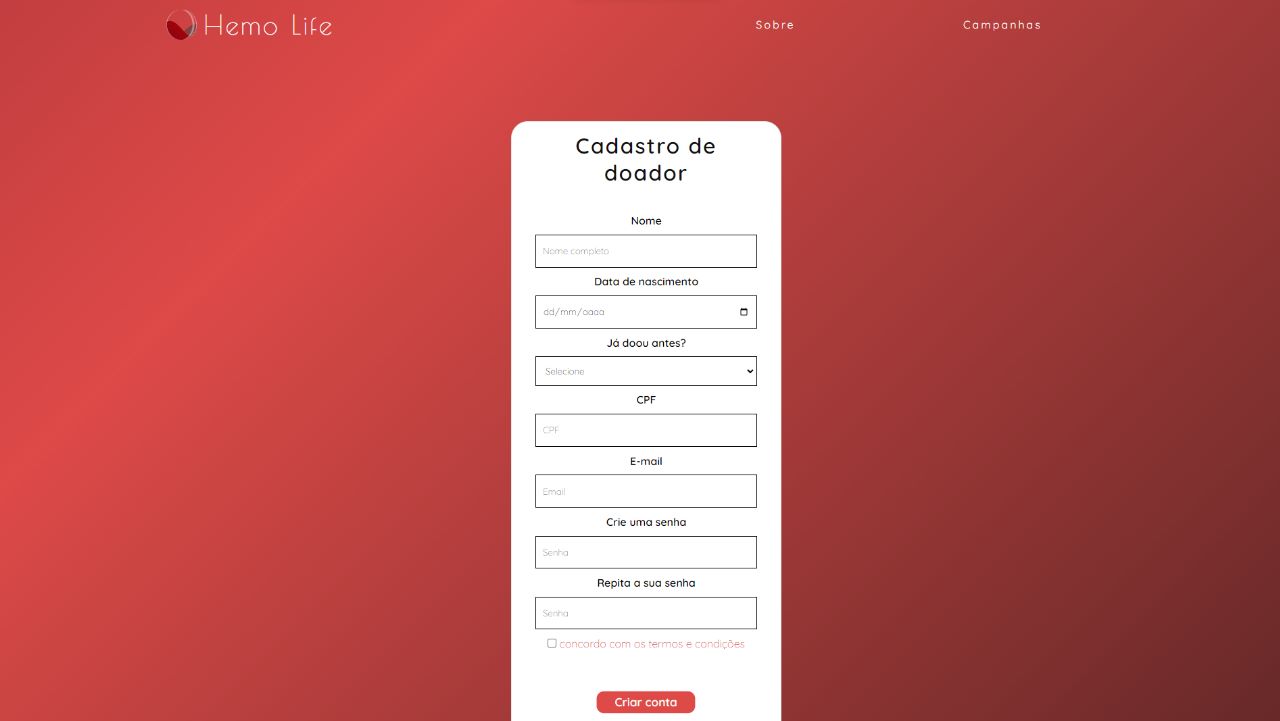 Hemo Life
Sobre
Campanhas
Cadastro de
doador
Nome
Nome completo
Data de nascimento
dd/mm/aaaa
Já doou antes?
Selecione
CPF
CPF
E-mail
Email
Crie uma senha
Senha
Repita a sua senha
Senha
concordo com os termos e condições
Criar conta